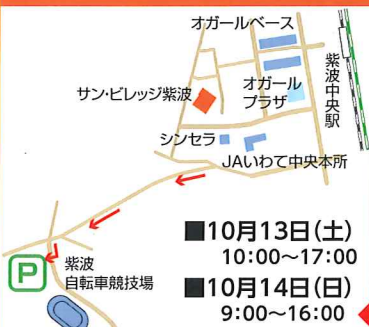 オガールベース
紫波中央駅
サン・ビレッジ紫波
オガール
プラザ
シンセラ
JAいわて中央本所
■10月13日(土)
10:00〜17:00
P
紫波
自転車競技場
■10月14日(日)
9:00〜16:00